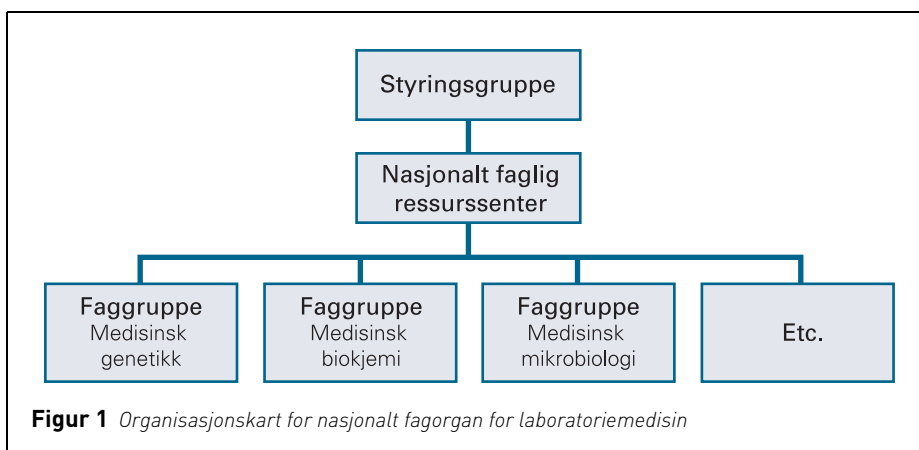 Styringsgruppe
Nasjonalt faglig
ressurssenter
Faggruppe
Medisinsk
genetikk
Faggruppe
Medisinsk
biokjemi
Faggruppe
Medisinsk
mikrobiologi
Etc.
Figur 1 Organisasjonskart for nasjonalt fagorgan for laboratoriemedisin